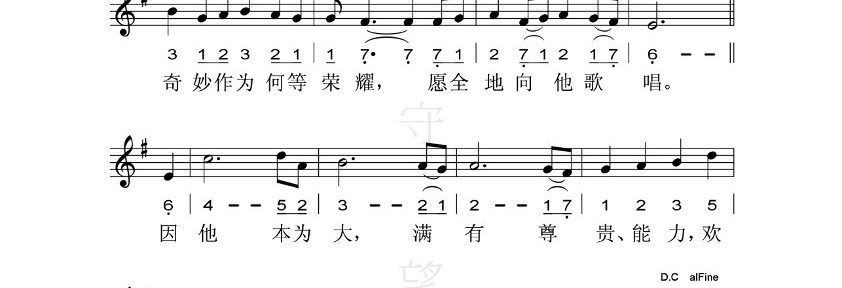 3 1 2 3 2 1 | 1 7· 7 7 1 | 2 7 1 2 1 7 | 6 - - ||
奇 妙作为 何等 荣 耀， 愿全 地 向 他 歌 唱。
守
6 | 4 - - 5 2 | 3 - - 2 1 | 2 - - 1 7 | 1 2 3 5 |
因 他 本为 大， 满 有 尊 贵、能 力，欢
望
D.C alFine